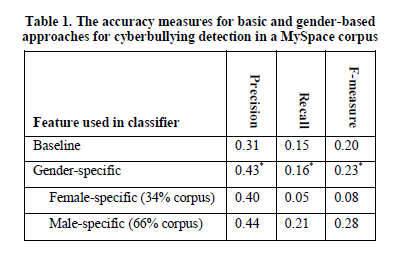 Table 1. The accuracy measures for basic and gender-based
approaches for cyberbullying detection in a MySpace corpus
Feature used in classifier Precision Recall F-measure
Baseline 0.31 0.15 0.20
Gender-specific 0.43* 0.16* 0.23*
Female-specific (34% corpus) 0.40 0.05 0.08
Male-specific (66% corpus) 0.44 0.21 0.28